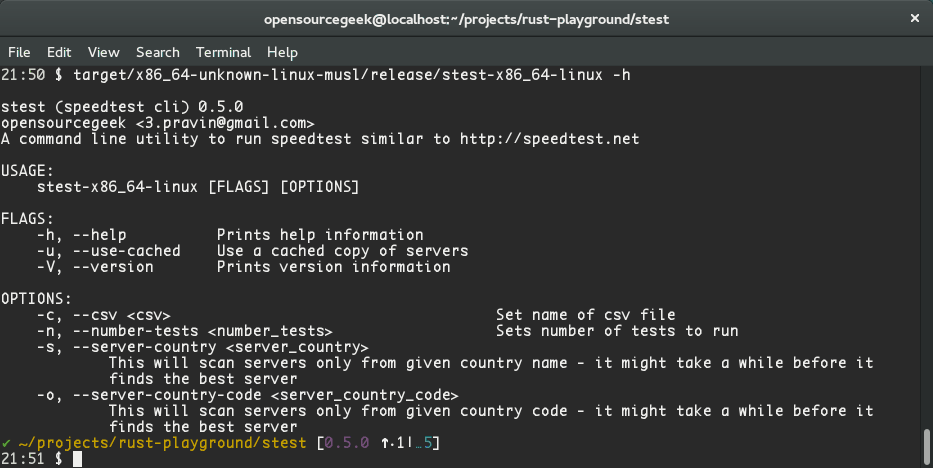 opensourcegeek@localhost:~/projects/rust-playground/stest
×
File Edit View Search Terminal Help
21:50 $ target/x86_64-unknown-linux-musl/release/stest-x86_64-linux -h
stest (speedtest cli) 0.5.0
opensourcegeek <3.pravin@gmail.com>
A command line utility to run speedtest similar to http://speedtest.net
USAGE:
    stest-x86_64-linux [FLAGS] [OPTIONS]
FLAGS:
    -h, --help          Prints help information
    -u, --use-cached    Use a cached copy of servers
    -V, --version       Prints version information
OPTIONS:
    -c, --csv <csv>                                    Set name of csv file
    -n, --number-tests <number_tests>                  Sets number of tests to run
    -s, --server-country <server_country>
            This will scan servers only from given country name - it might take a while before it
            finds the best server
    -o, --server-country-code <server_country_code>
            This will scan servers only from given country code - it might take a while before it
            finds the best server
✓ ~/projects/rust-playground/stest [0.5.0 ↑·1|…5]
21:51 $